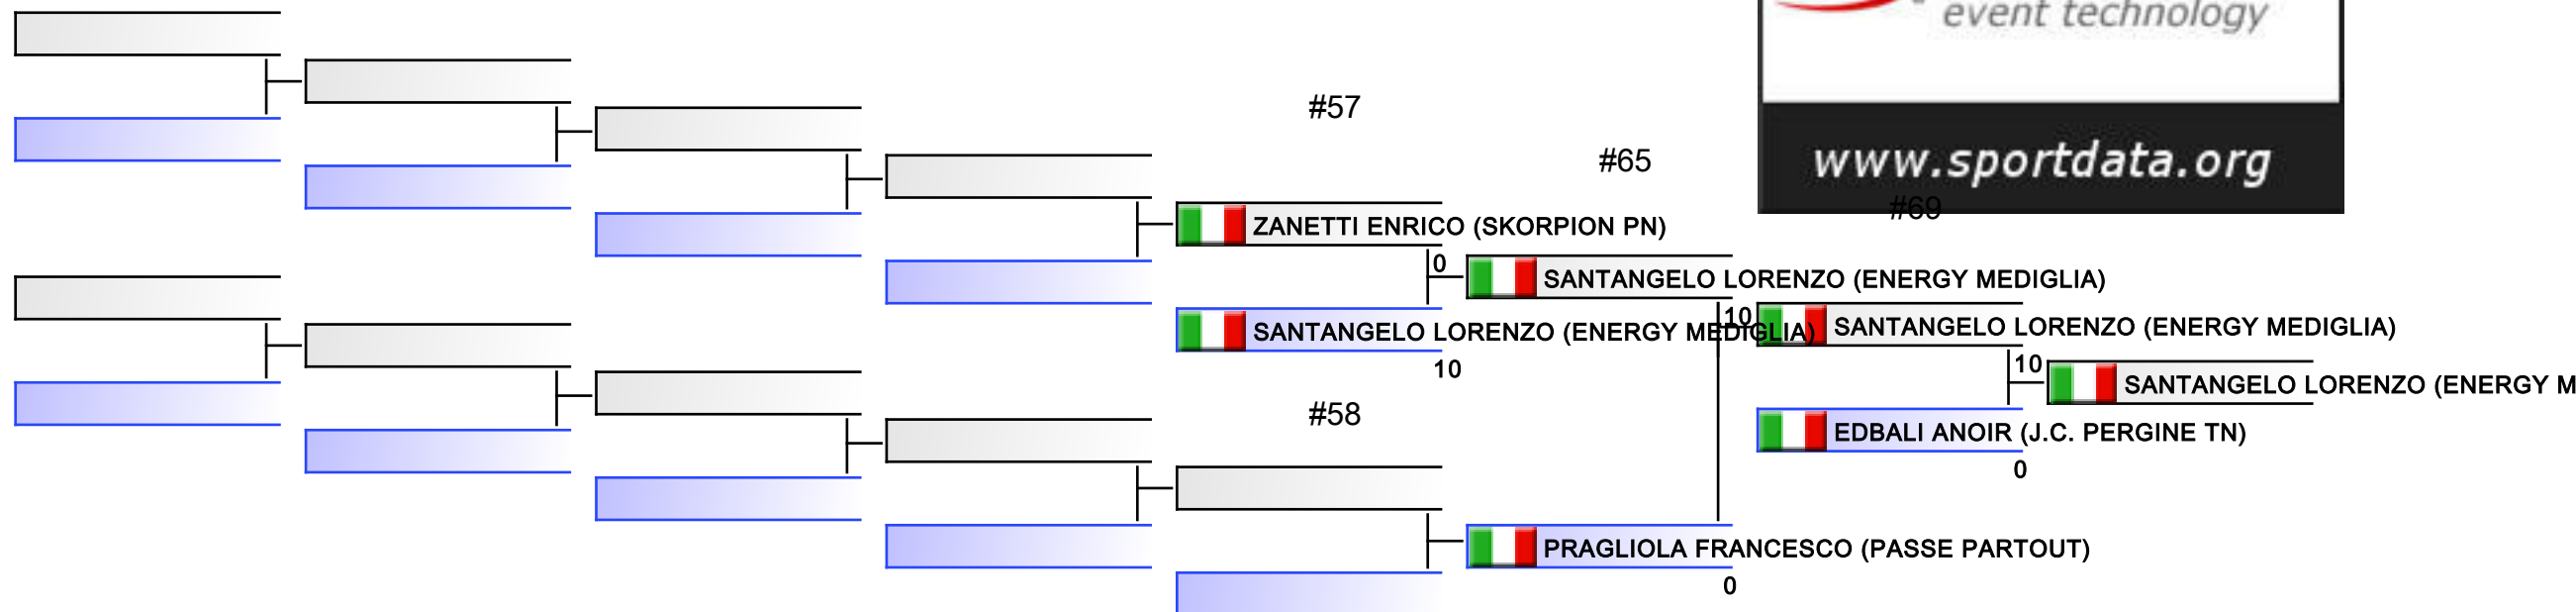 event technology
www.sportdata.org
#57
#65
#69
ZANETTI ENRICO (SKORPION PN)
0
SANTANGELO LORENZO (ENERGY MEDIGLIA)
SANTANGELO LORENZO (ENERGY MEDIGLIA)
10
10
SANTANGELO LORENZO (ENERGY MEDIGLIA)
10
SANTANGELO LORENZO (ENERGY M
#58
EDBALI ANOIR (J.C. PERGINE TN)
0
PRAGLIOLA FRANCESCO (PASSE PARTOUT)
0